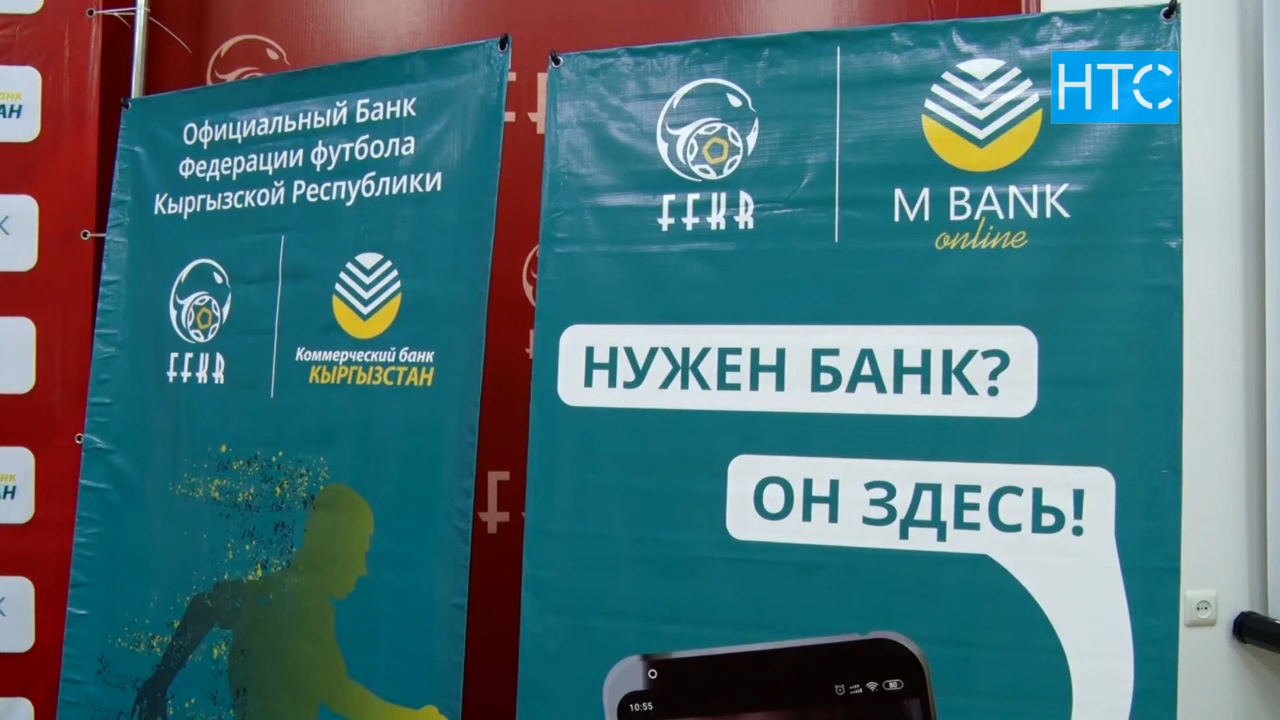 Официальный Банк
Федерации футбола
Кыргызской Республики
FFKR
Коммерческий банк
КЫРГЫЗСТАН
FFKR
M BANK
online
НТС
НУЖЕН БАНК?
ОН ЗДЕСЬ!
10:55
80